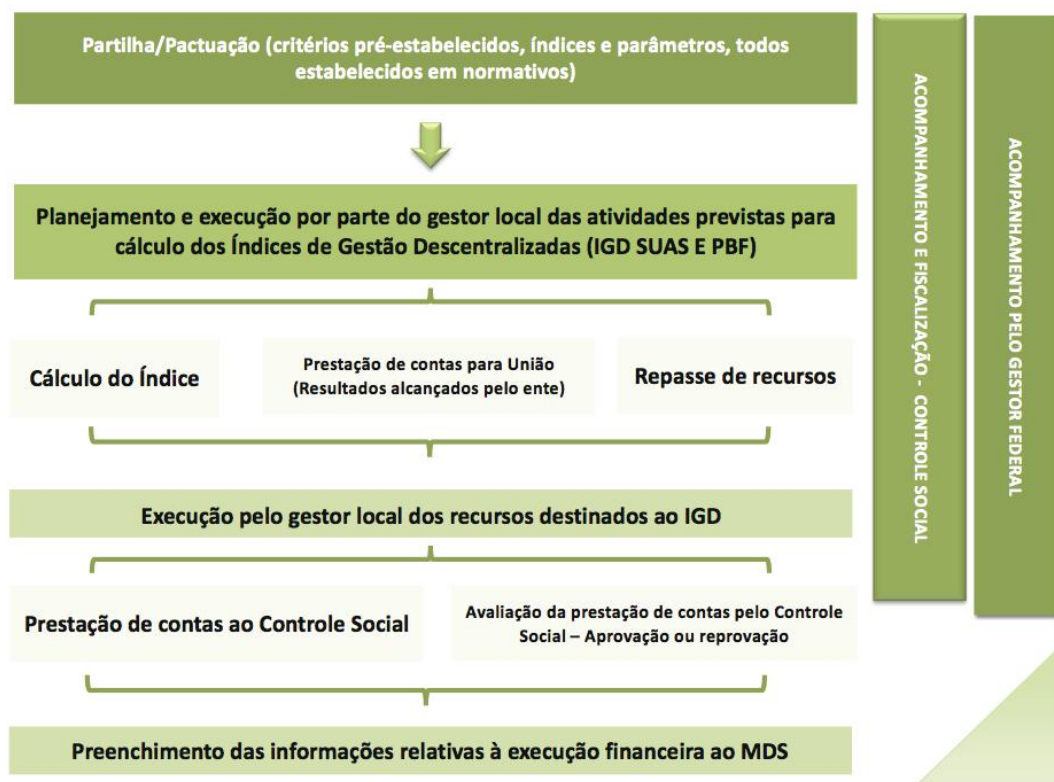 Partilha/Pactuação (critérios pré-estabelecidos, índices e parâmetros, todos
estabelecidos em normativos)
Planejamento e execução por parte do gestor local das atividades previstas para
cálculo dos Índices de Gestão Descentralizadas (IGD SUAS E PBF)
Cálculo do Índice
Prestação de contas para União
(Resultados alcançados pelo ente)
Repasse de recursos
Execução pelo gestor local dos recursos destinados ao IGD
Prestação de contas ao Controle Social
Avaliação da prestação de contas pelo Controle
Social – Aprovação ou reprovação
Preenchimento das informações relativas à execução financeira ao MDS
ACOMPANHAMENTO E FISCALIZAÇÃO - CONTROLE SOCIAL
ACOMPANHAMENTO PELO GESTOR FEDERAL